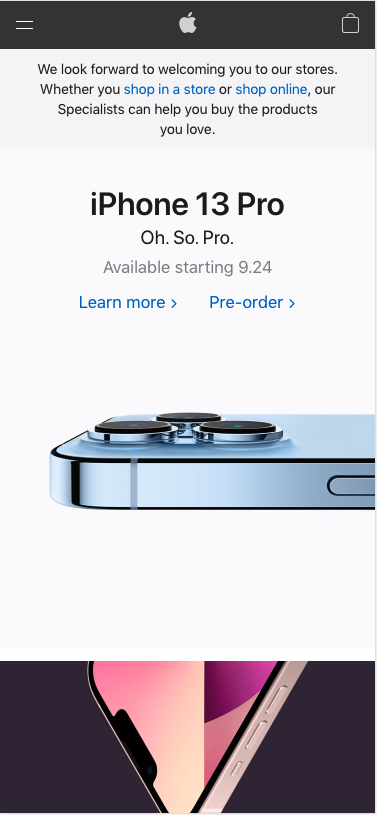 We look forward to welcoming you to our stores.
Whether you shop in a store or shop online, our
Specialists can help you buy the products
you love.
iPhone 13 Pro
Oh. So. Pro.
Available starting 9.24
Learn more >
Pre-order >